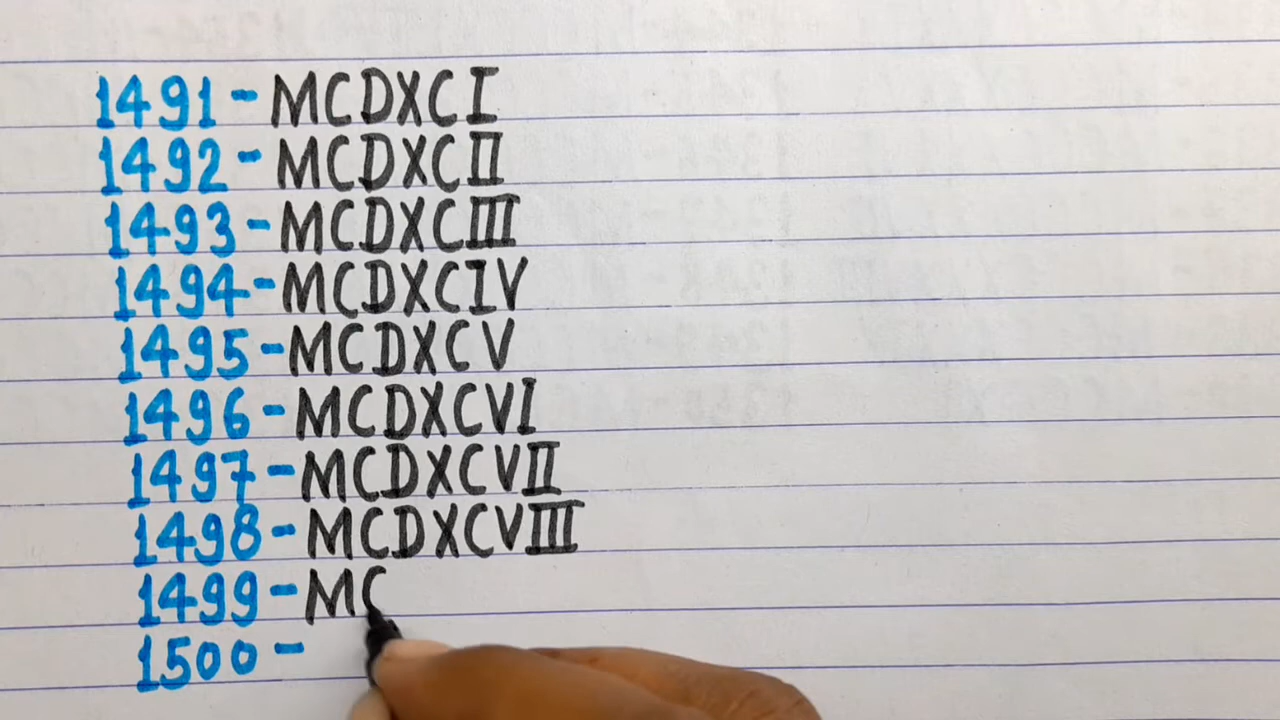 1491 - MCDXCI
1492 - MCDXCII
1493 - MCDXCIII
1494 - MCDXCIV
1495 - MCDXCV
1496 - MCDXCVI
1497 - MCDXCVII
1498 - MCDXCVIII
1499 - MC
1500 -